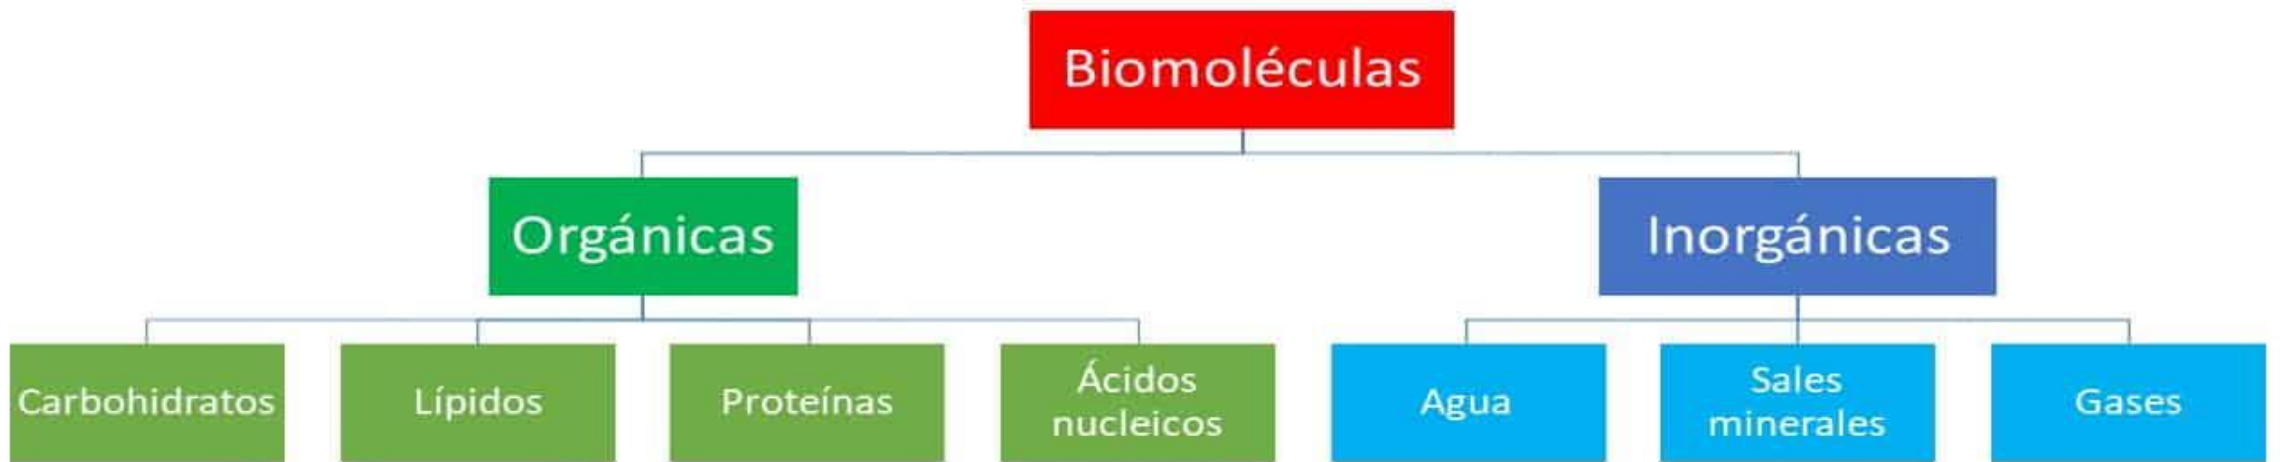 Biomoléculas
Orgánicas
Inorgánicas
Carbohidratos
Lípidos
Proteínas
Ácidos
nucleicos
Agua
Sales
minerales
Gases